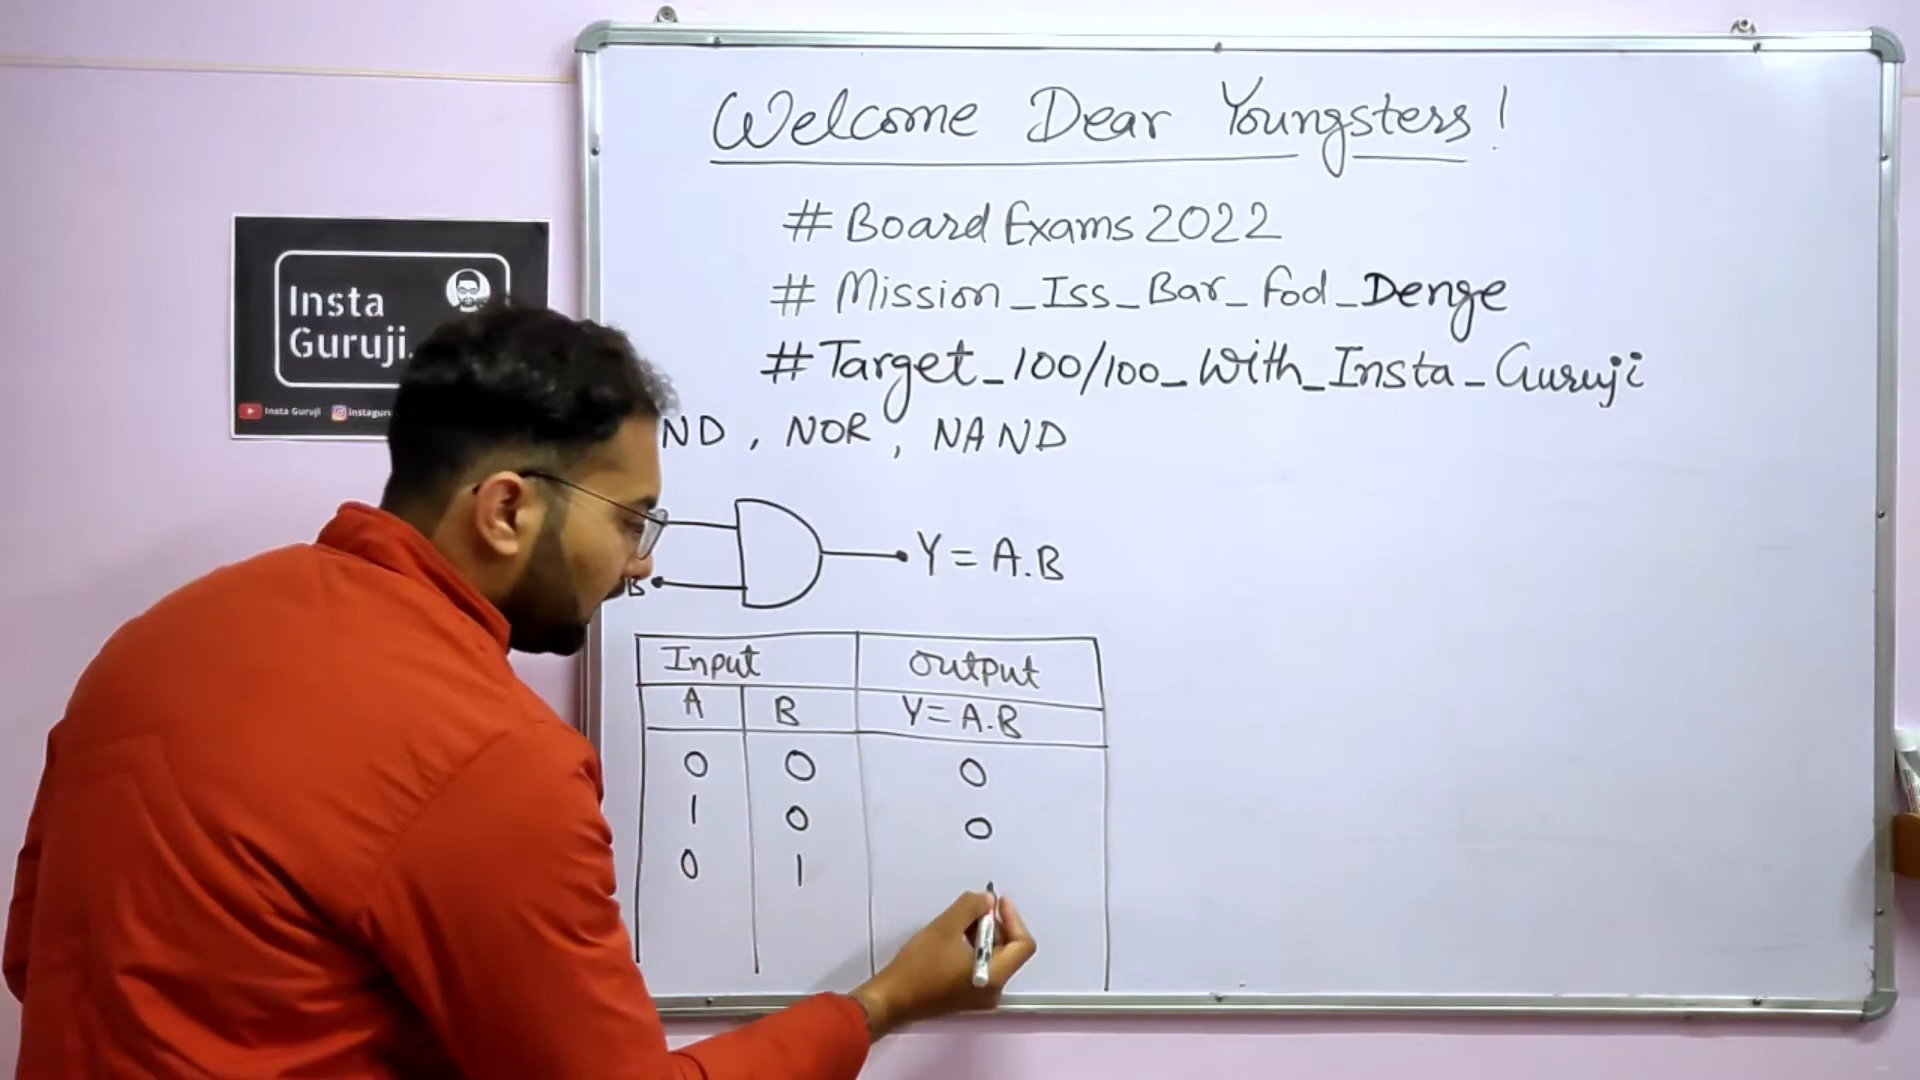 Welcome Dear Youngsters!
#Board Exams 2022
#Mission_Iss_Bar_Fod_Denge
#Target_100/100_With_Insta_Guruji
Insta
Guruji.
Insta Guruji
ND, NOR, NAND
B
Y = A.B
Input Output
A B Y = A.B
0 0 0
1 0 0
0 1